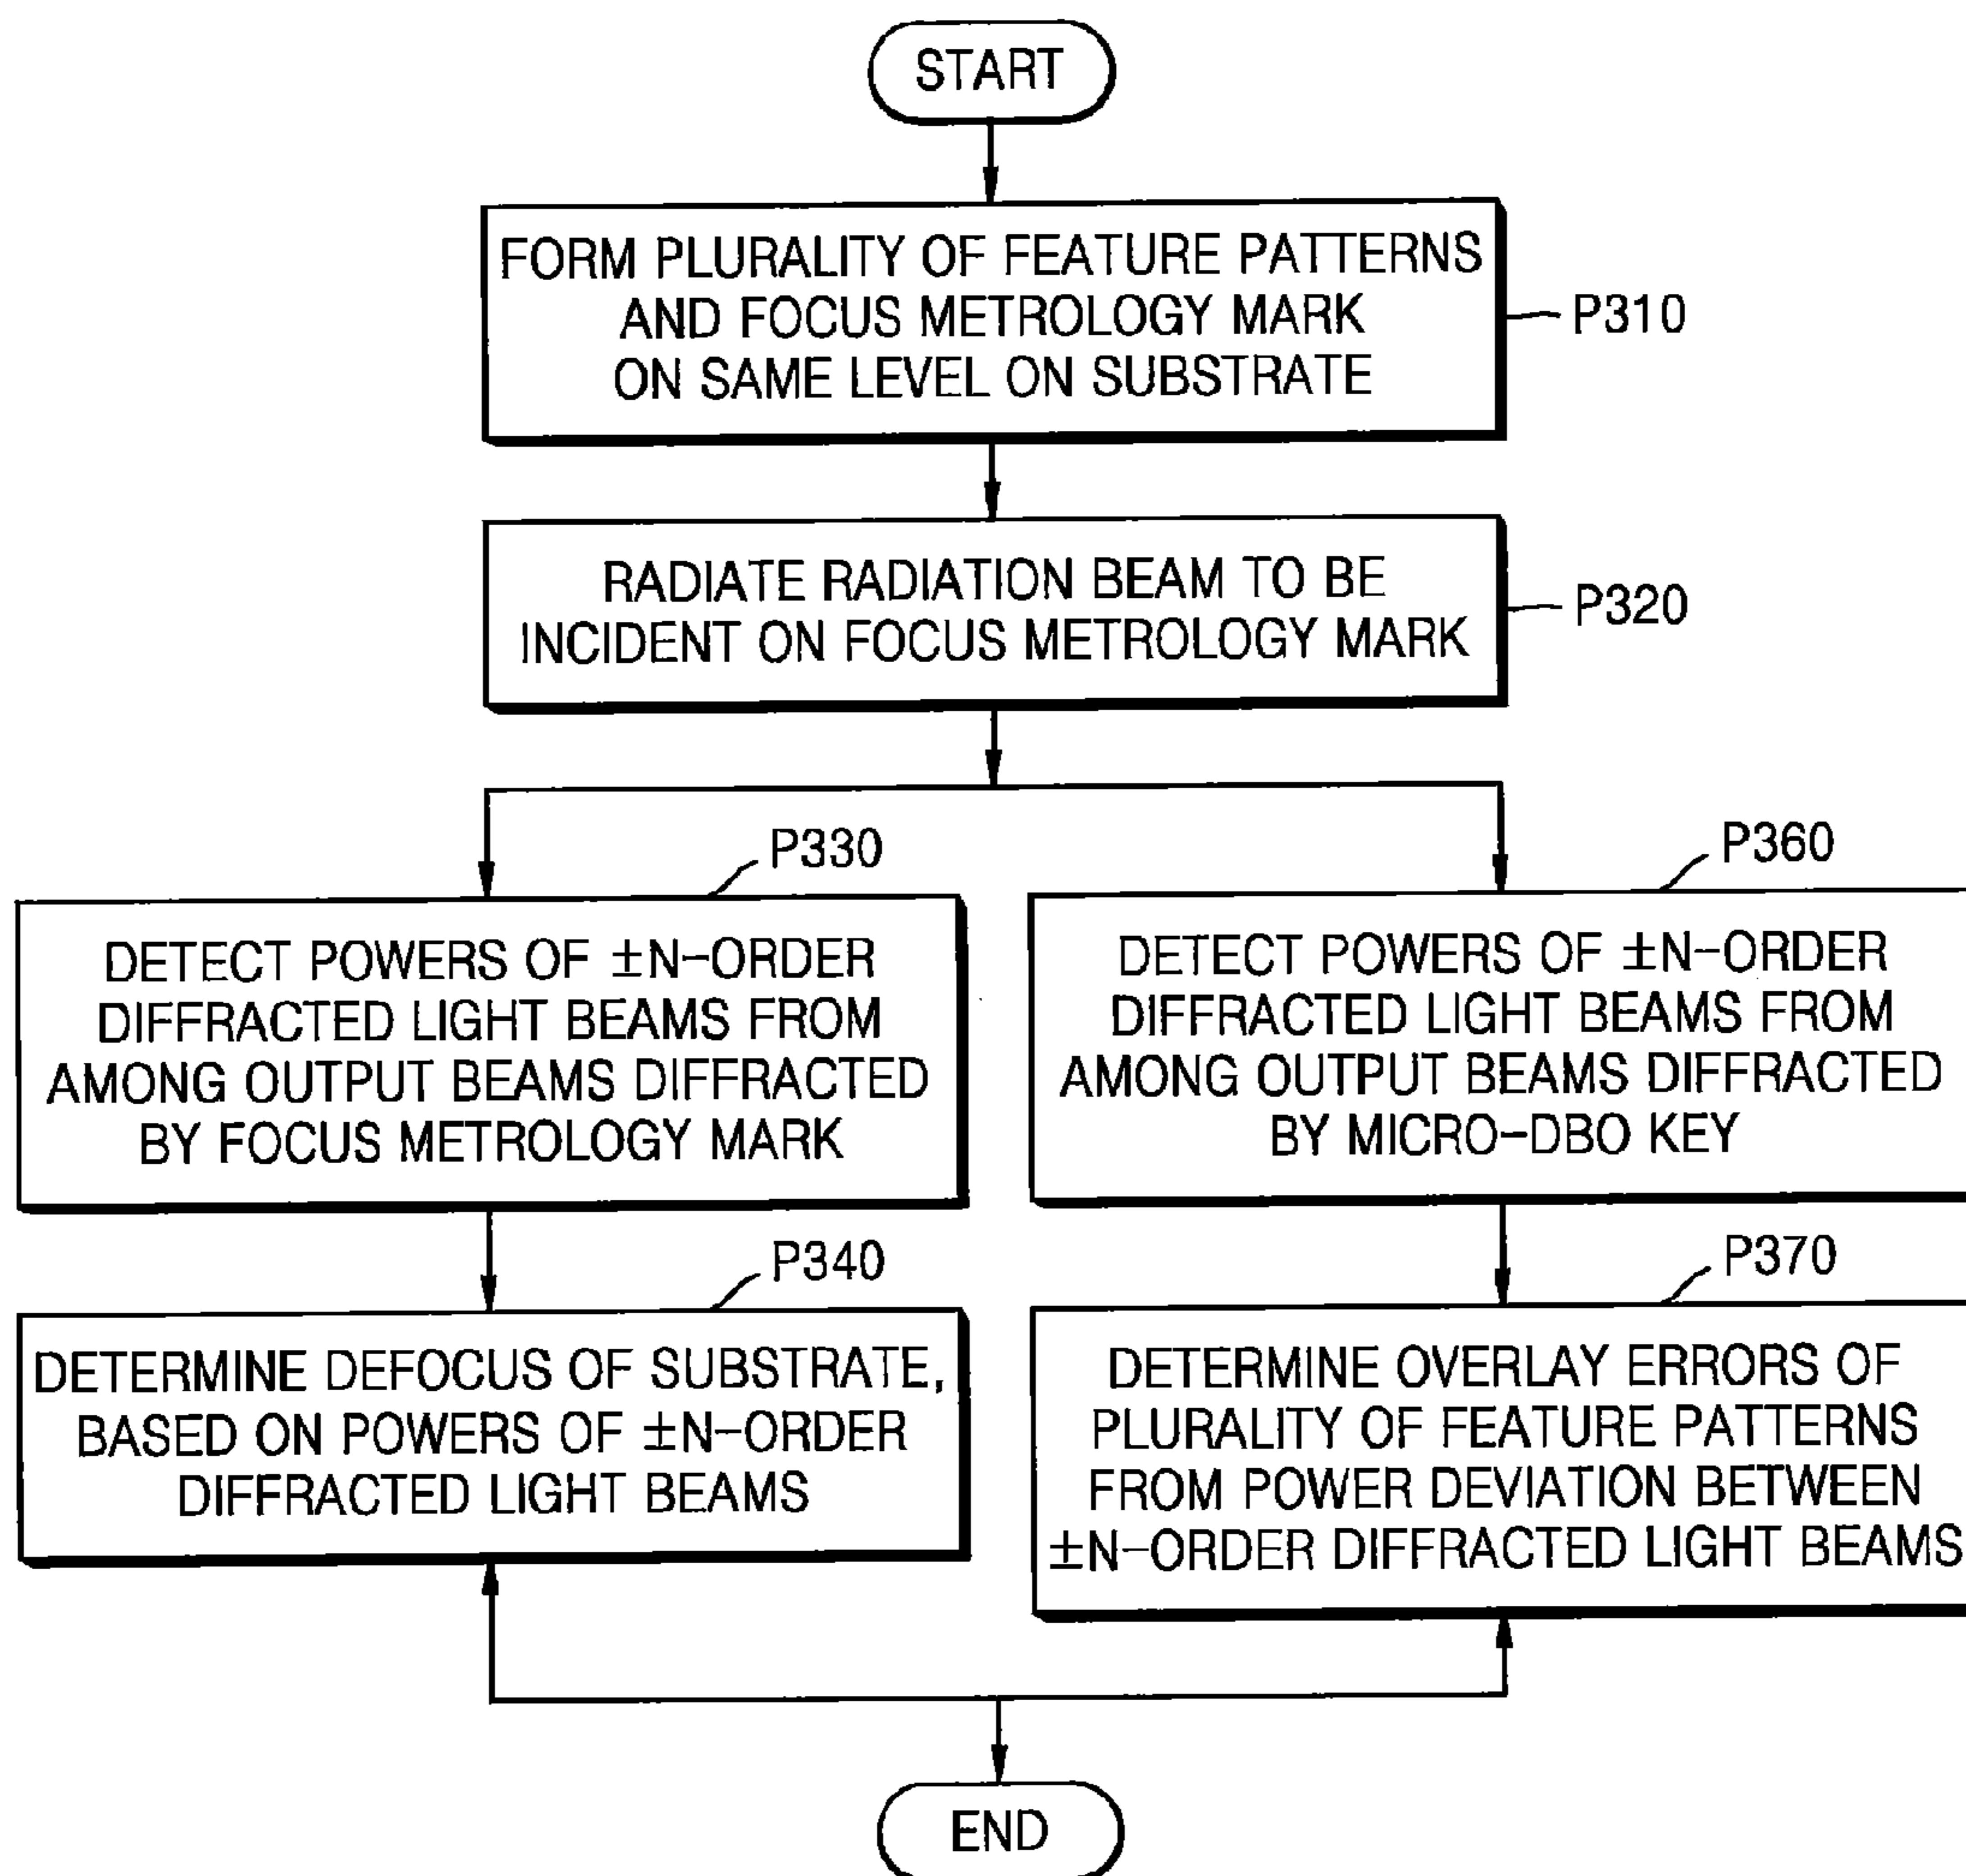 START
FORM PLURALITY OF FEATURE PATTERNS
AND FOCUS METROLOGY MARK
ON SAME LEVEL ON SUBSTRATE
P310
RADIATE RADIATION BEAM TO BE
INCIDENT ON FOCUS METROLOGY MARK
P320
P330
DETECT POWERS OF ±N-ORDER
DIFFRACTED LIGHT BEAMS FROM
AMONG OUTPUT BEAMS DIFFRACTED
BY FOCUS METROLOGY MARK
P340
DETERMINE DEFOCUS OF SUBSTRATE,
BASED ON POWERS OF ±N-ORDER
DIFFRACTED LIGHT BEAMS
P360
DETECT POWERS OF ±N-ORDER
DIFFRACTED LIGHT BEAMS FROM
AMONG OUTPUT BEAMS DIFFRACTED
BY MICRO-DBO KEY
P370
DETERMINE OVERLAY ERRORS OF
PLURALITY OF FEATURE PATTERNS
FROM POWER DEVIATION BETWEEN
±N-ORDER DIFFRACTED LIGHT BEAMS
END